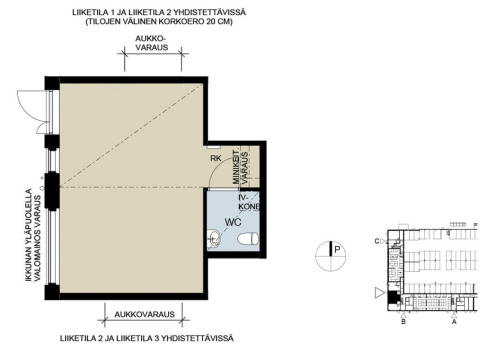 LIIKETILA 1 JA LIIKETILA 2 YHDISTETTÄVISSÄ
(TILOJEN VÄLINEN KORKOERO 20 CM)
AUKKO-
VARAUS
RK
MINIKEIT.
VARAUS
IV-
KONE
WC
IKKUNAN YLÄPUOLELLA
VALOMAINOS VARAUS
P
C
B
A
AUKKOVARAUS
LIIKETILA 2 JA LIIKETILA 3 YHDISTETTÄVISSÄ